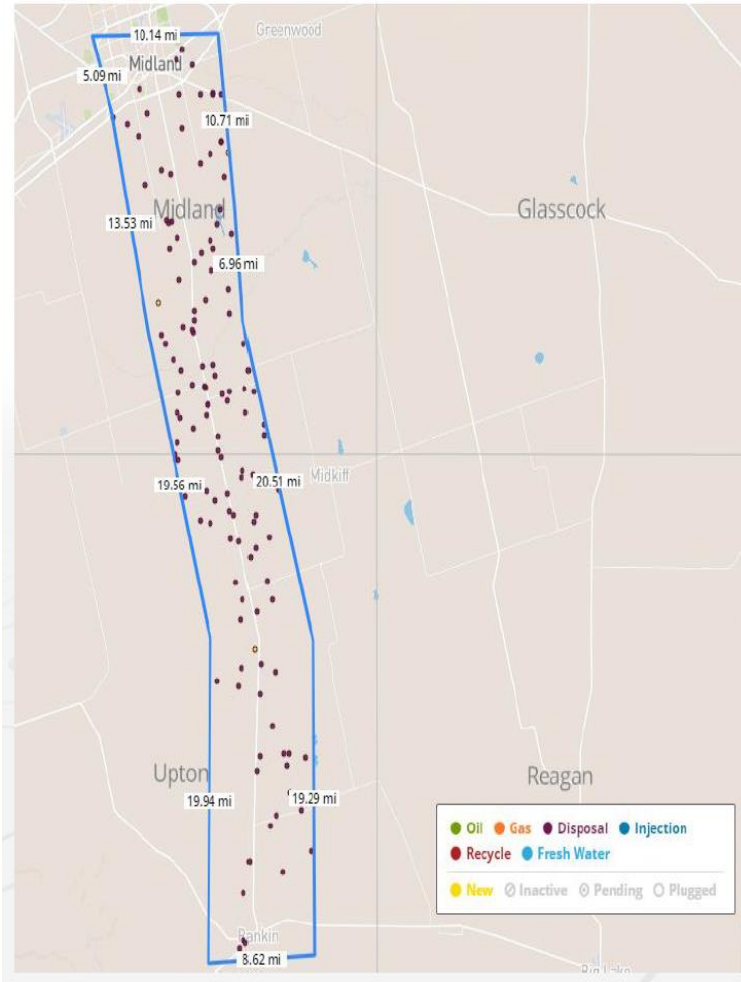 10.14 mi
Greenwood
Midland
5.09 mi
10.71 mi
Midland
Glasscock
13.53 mi
6.96 mi
Midkiff
19.56 mi
20.51 mi
Upton
Reagan
19.94 mi
19.29 mi
Oil Gas Disposal Injection
Recycle Fresh Water
New Inactive Pending Plugged
Rankin
8.62 mi
Big Lake